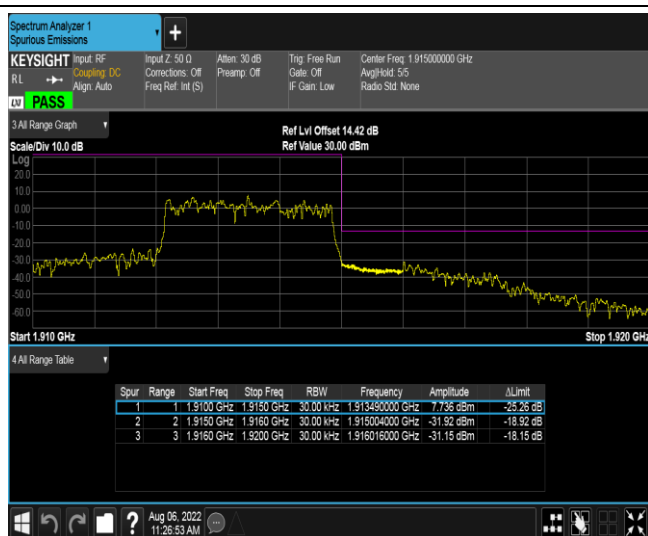 Spectrum Analyzer 1
Spurious Emissions
+
KEYSIGHT Input: RF Input Z: 50 Ω Atten: 30 dB Trig: Free Run Center Freq: 1.915000000 GHz
RL Coupling: DC Corrections: Off Preamp: Off Gate: Off Avg|Hold: 5/5
Align: Auto Freq Ref: Int (S) IF Gain: Low Radio Std: None
LXI PASS
3 All Range Graph
Ref Lvl Offset 14.42 dB
Scale/Div 10.0 dB Ref Value 30.00 dBm
Log
20.0
10.0
0.00
-10.0
-20.0
-30.0
-40.0
-50.0
-60.0
Start 1.910 GHz Stop 1.920 GHz
4 All Range Table
Spur Range Start Freq Stop Freq RBW Frequency Amplitude ΔLimit
1 1 1.9100 GHz 1.9150 GHz 30.00 kHz 1.913490000 GHz 7.736 dBm -25.26 dB
2 2 1.9150 GHz 1.9160 GHz 30.00 kHz 1.915004000 GHz -31.92 dBm -18.92 dB
3 3 1.9160 GHz 1.9200 GHz 30.00 kHz 1.916016000 GHz -31.15 dBm -18.15 dB
?
Aug 06, 2022
11:26:53 AM